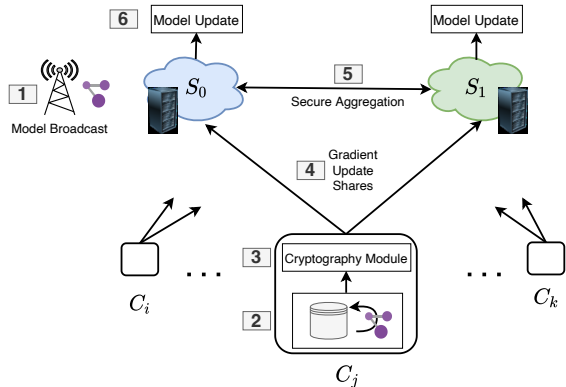 6
Model Update
Model Update
1
Model Broadcast
S₀
5
Secure Aggregation
S₁
4
Gradient
Update
Shares
3
Cryptography Module
2
...
...
Cᵢ
Cⱼ
Cₖ